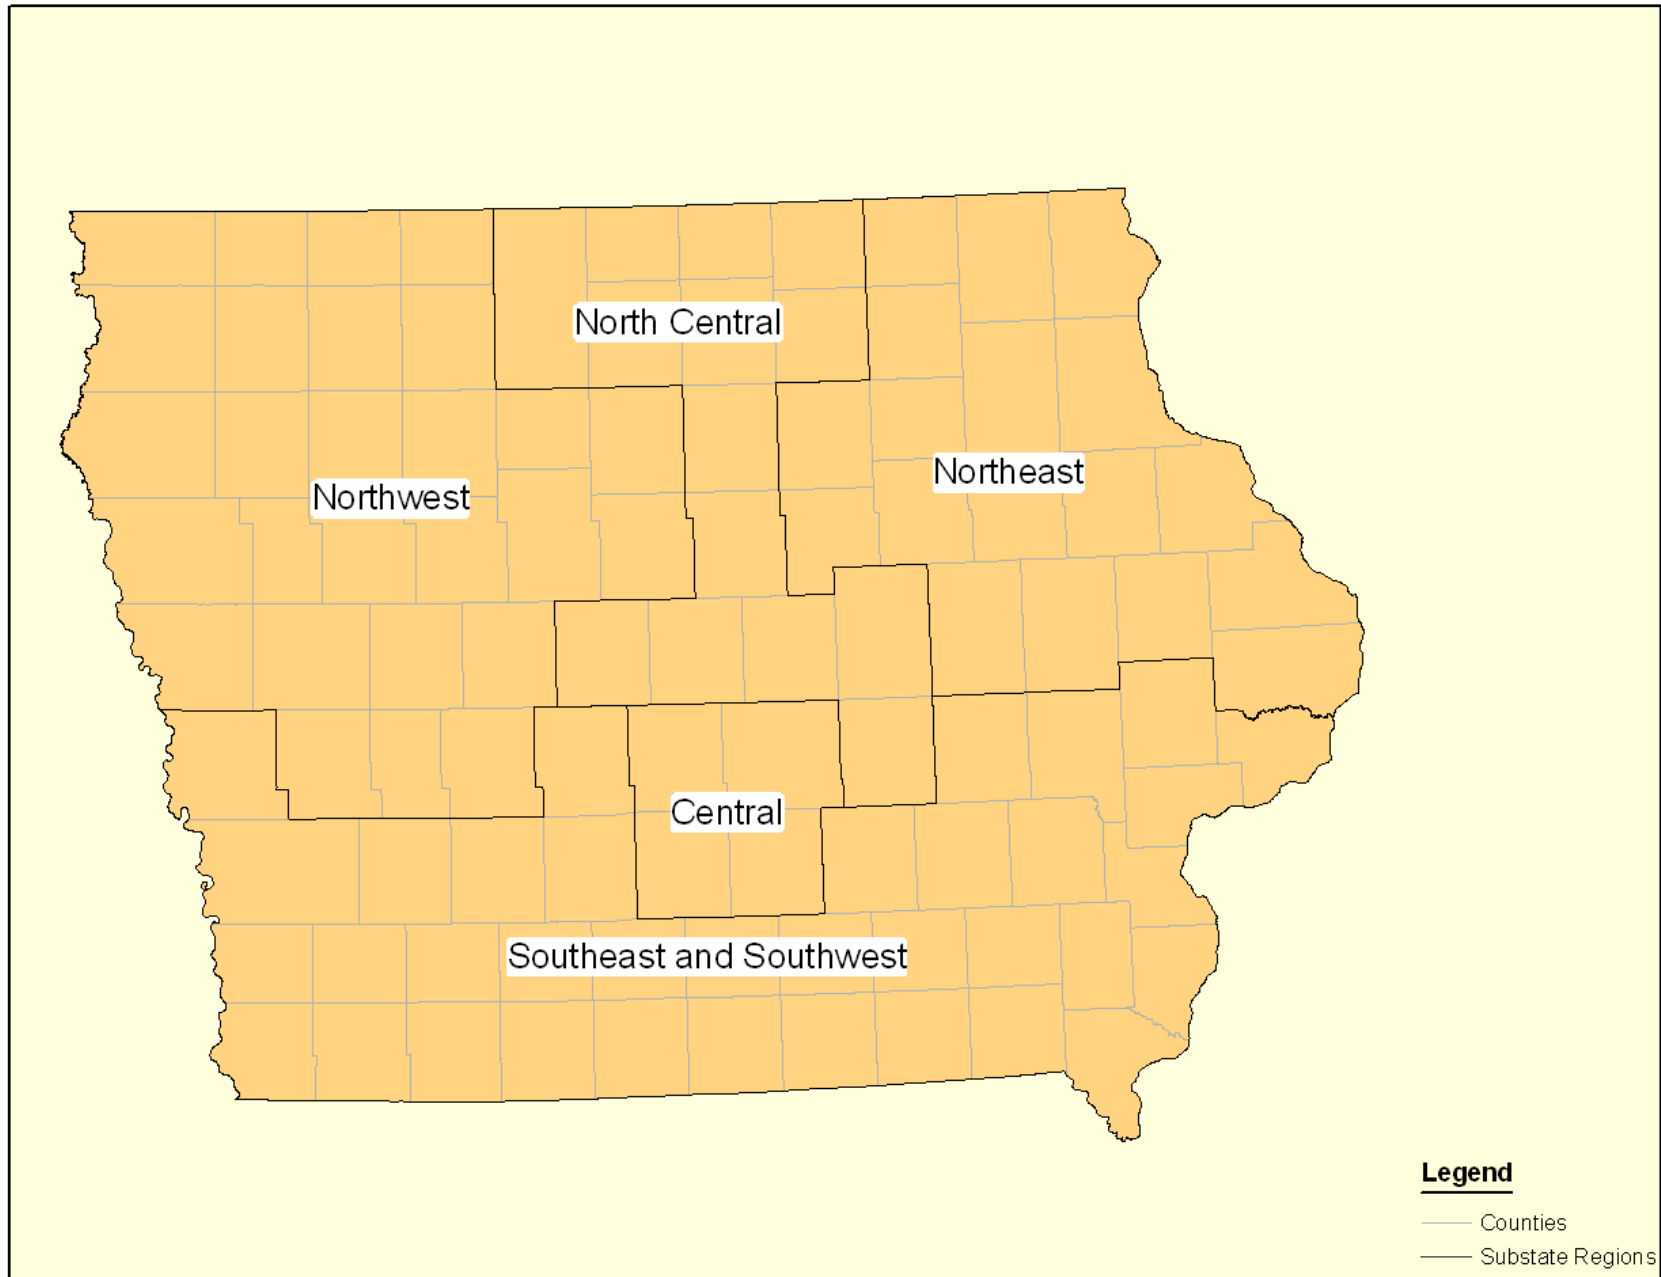 North Central
Northeast
Northwest
Central
Southeast and Southwest
Legend
Counties
Substate Regions